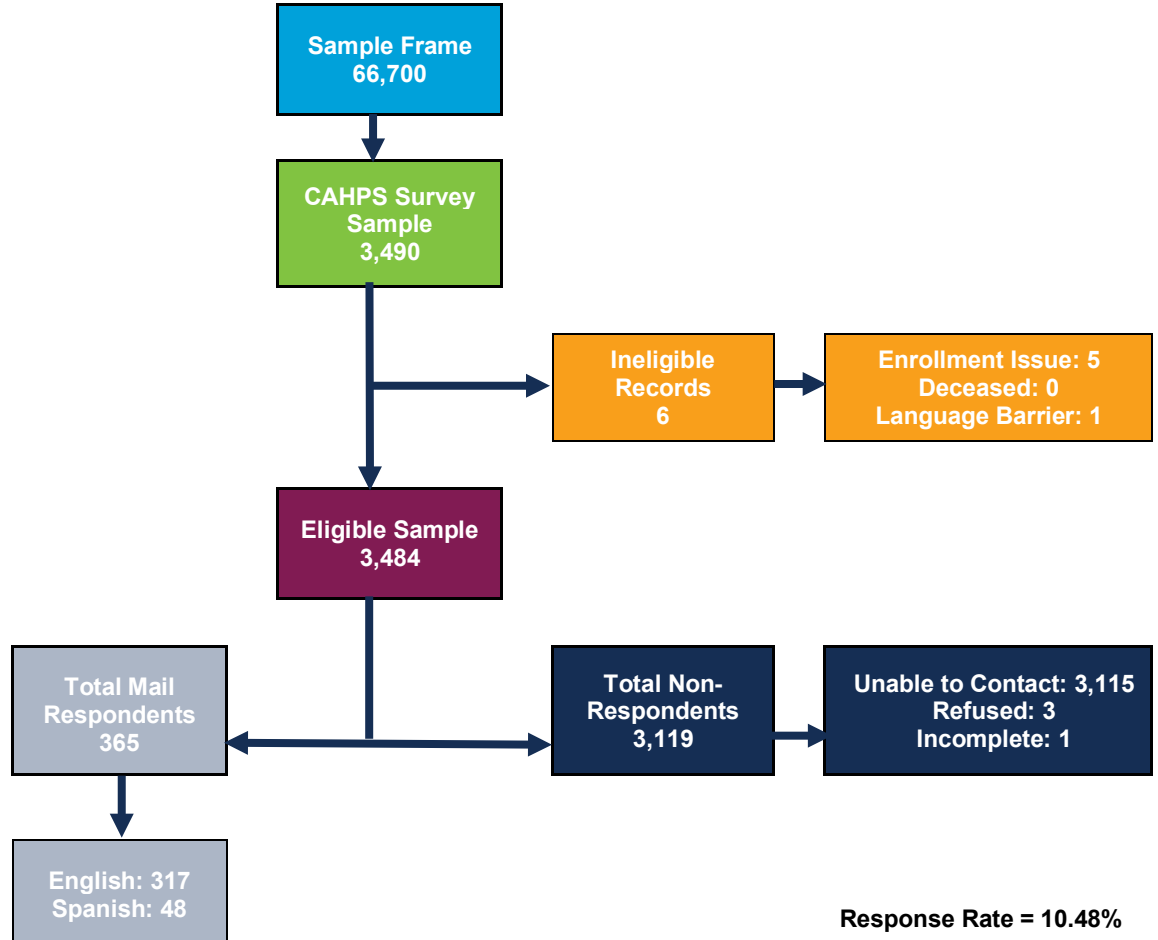 Sample Frame
66,700
CAHPS Survey
Sample
3,490
Ineligible
Records
6
Enrollment Issue: 5
Deceased: 0
Language Barrier: 1
Eligible Sample
3,484
Total Mail
Respondents
365
Total Non-
Respondents
3,119
Unable to Contact: 3,115
Refused: 3
Incomplete: 1
English: 317
Spanish: 48
Response Rate = 10.48%